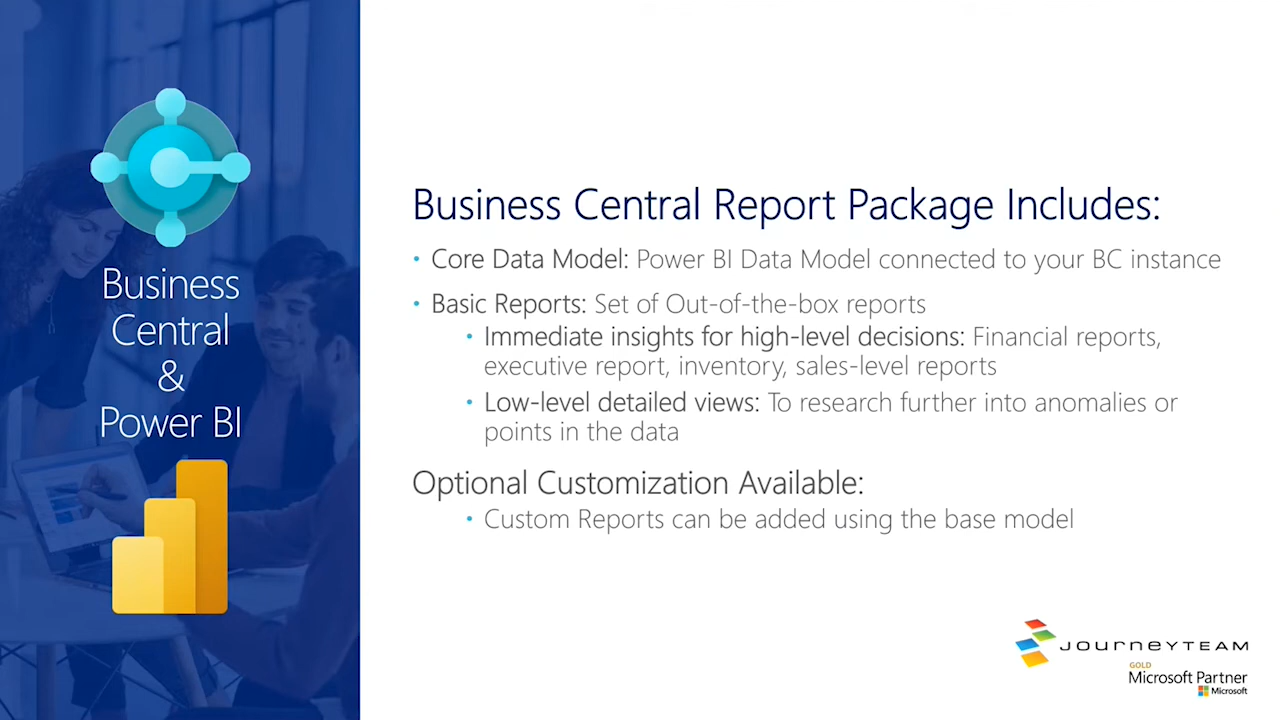 Business
Central
&
Power BI
Business Central Report Package Includes:
• Core Data Model: Power BI Data Model connected to your BC instance
• Basic Reports: Set of Out-of-the-box reports
• Immediate insights for high-level decisions: Financial reports,
executive report, inventory, sales-level reports
• Low-level detailed views: To research further into anomalies or
points in the data
Optional Customization Available:
• Custom Reports can be added using the base model
JOURNEYTEAM
GOLD
Microsoft Partner
Microsoft